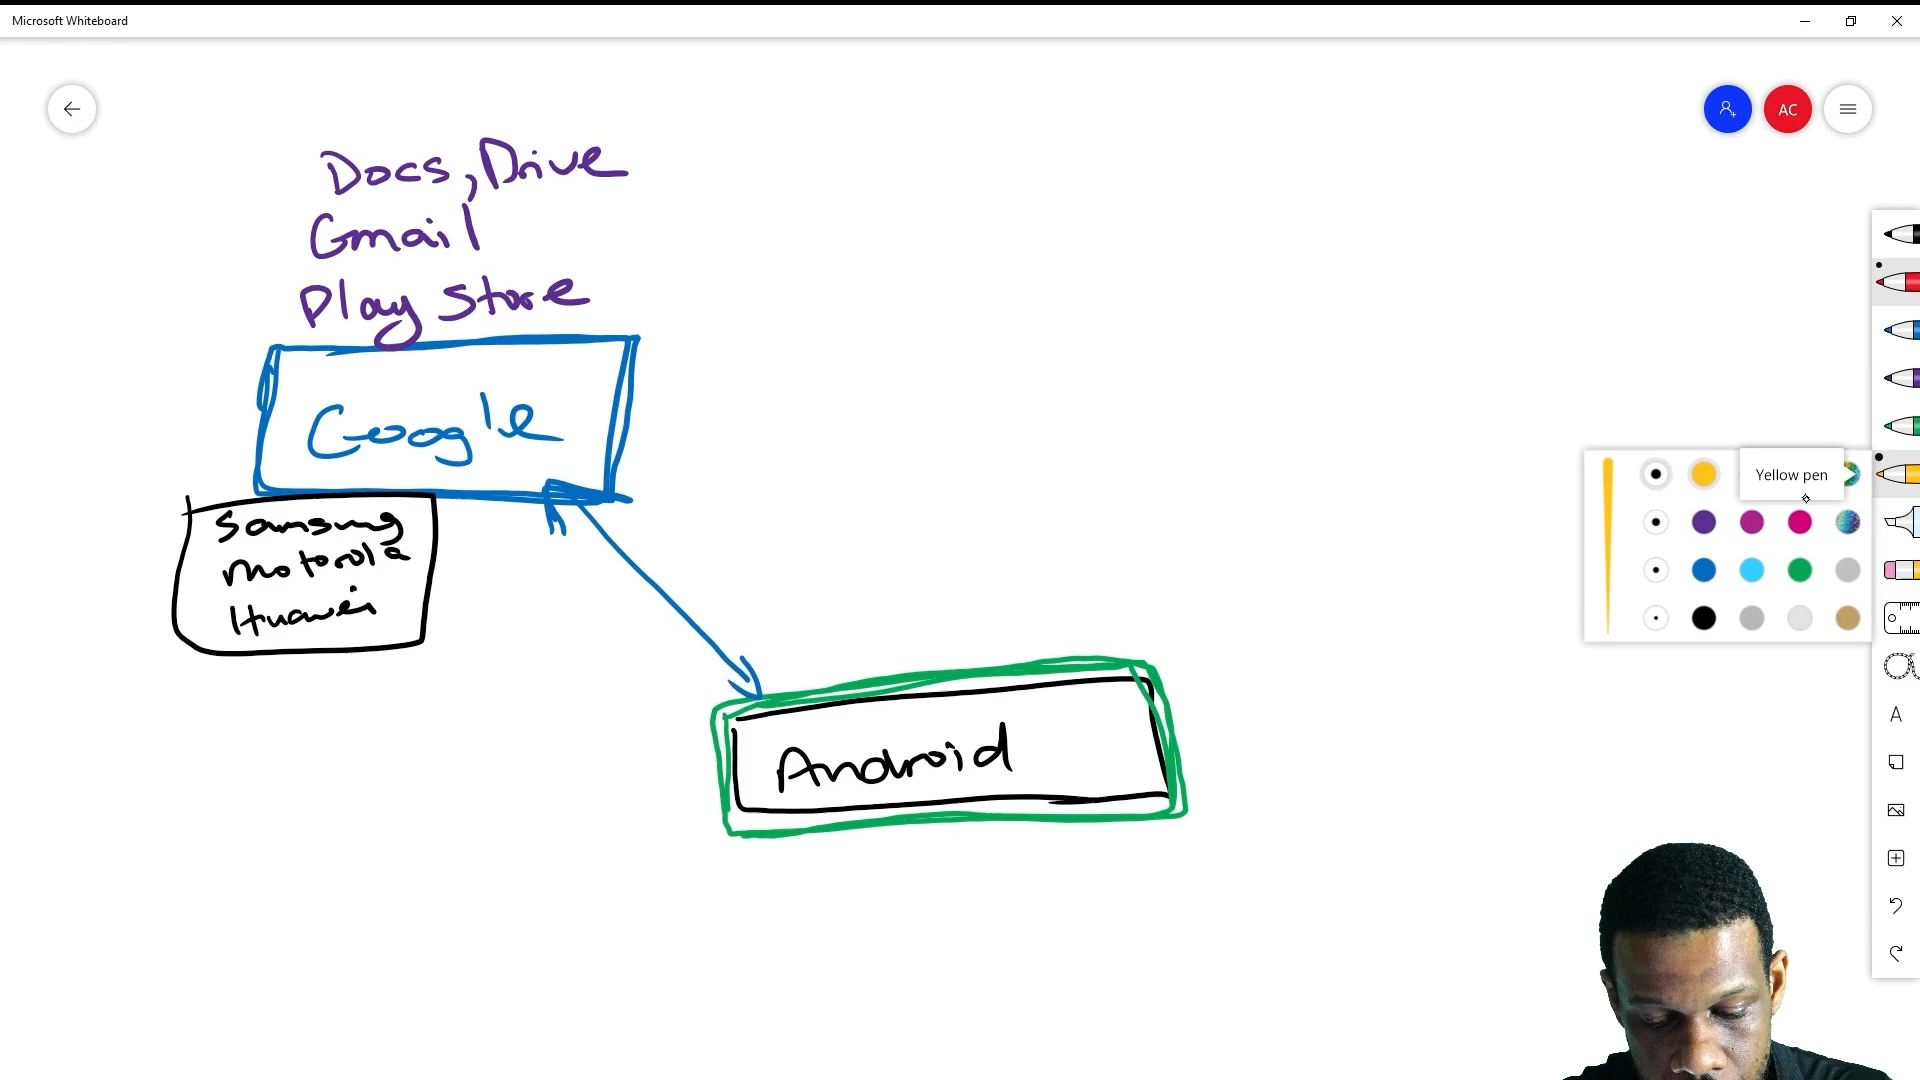 Microsoft Whiteboard
AC
Docs, Drive
Gmail
Play Store
Google
Samsung
Motorola
Huawei
Android
Yellow pen
A